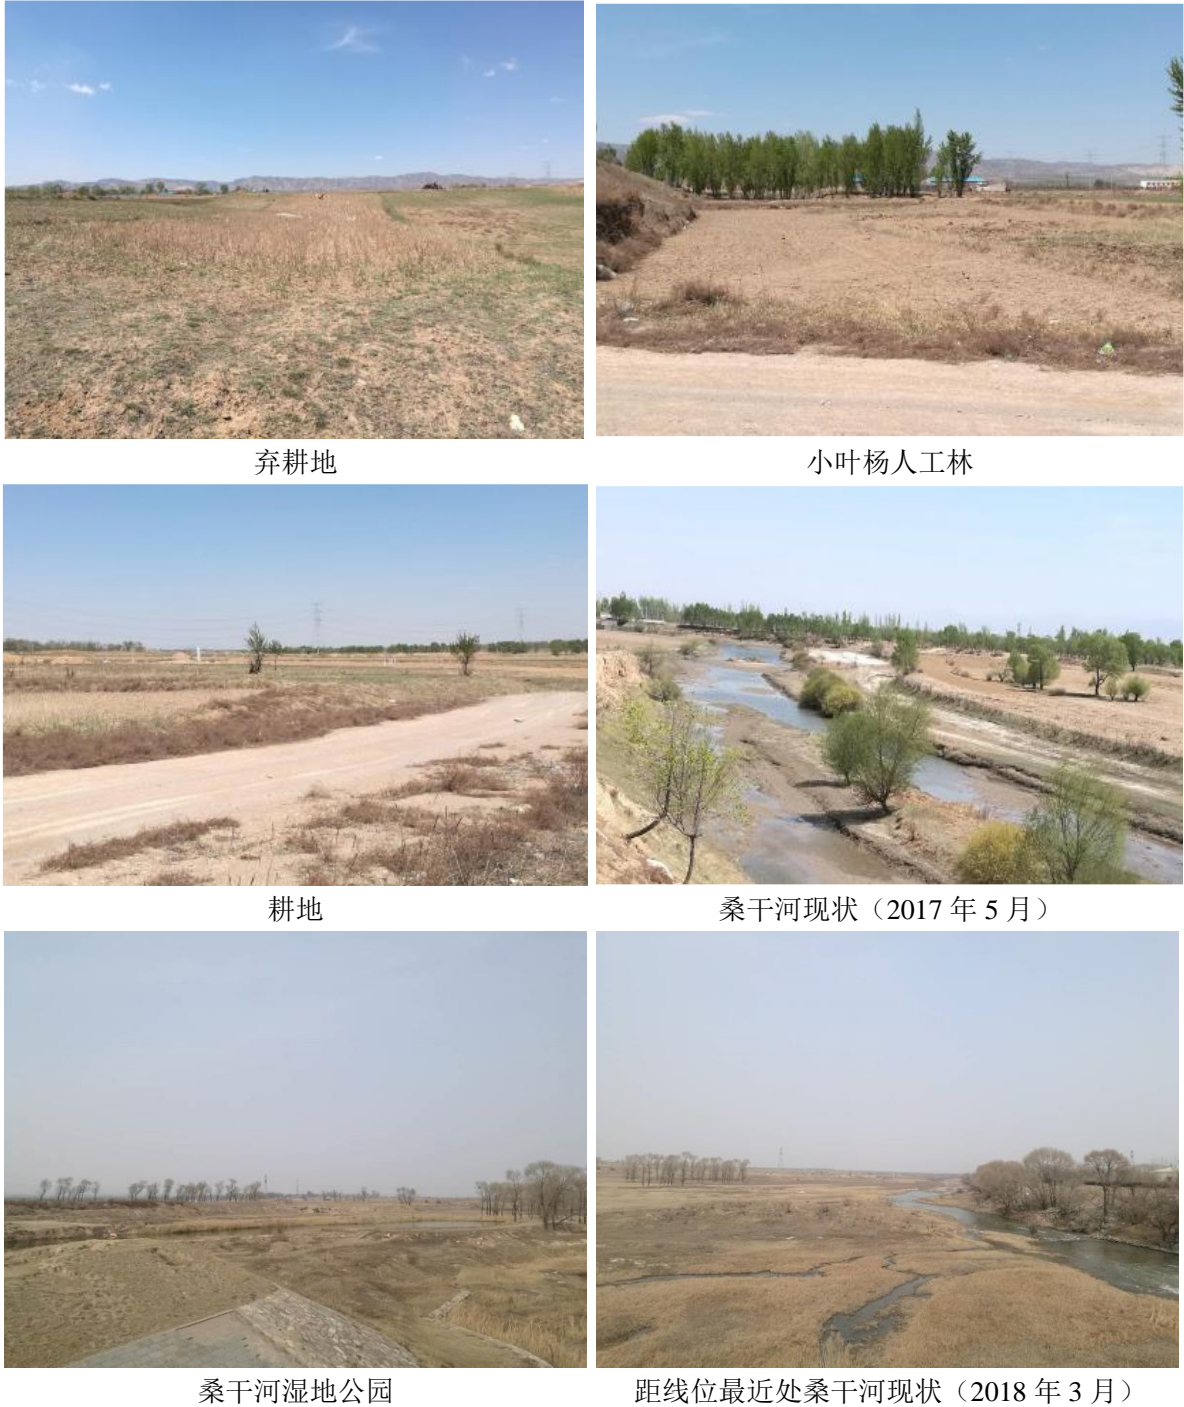 弃耕地
小叶杨人工林
耕地
桑干河现状（2017 年 5 月）
桑干河湿地公园
距线位最近处桑干河现状（2018 年 3 月）